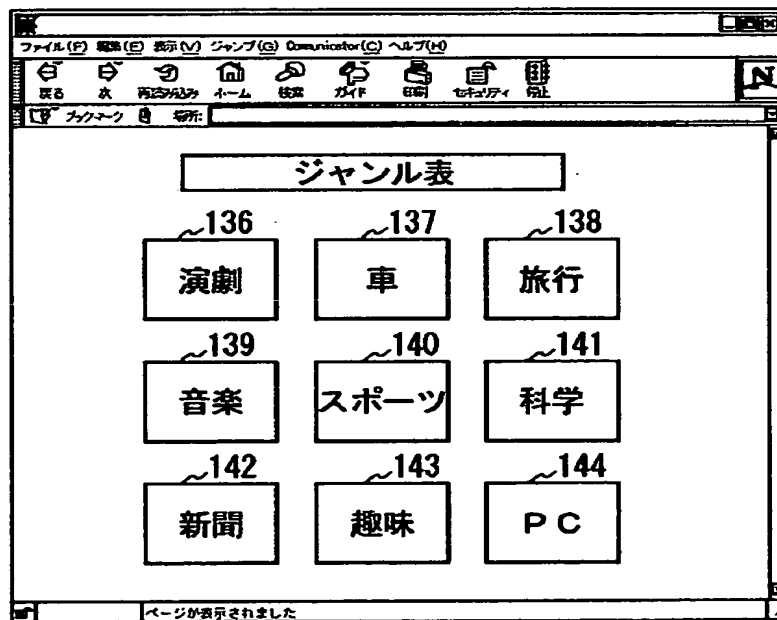 ファイル(F) 編集(E) 表示(V) ジャンプ(G) Communicator(C) ヘルプ(H)
戻る 次 再読み込み ホーム 検索 ガイド 印刷 セキュリティ 停止
N
ブックマーク 場所:
ジャンル表
136 137 138
演劇 車 旅行
139 140 141
音楽 スポーツ 科学
142 143 144
新聞 趣味 PC
ページが表示されました